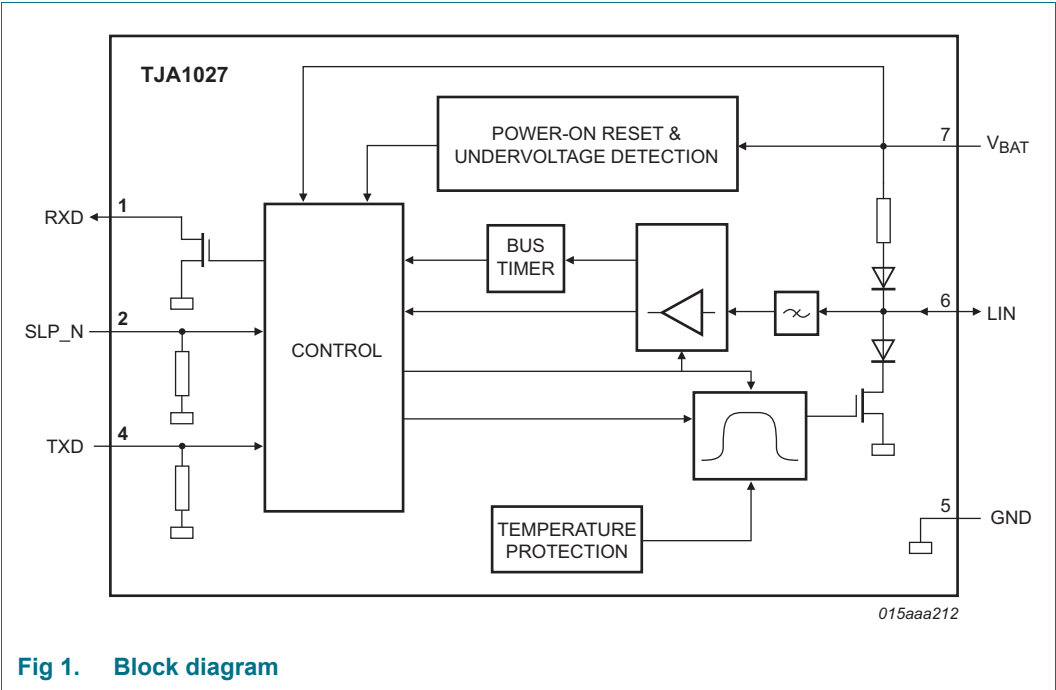 TJA1027
POWER-ON RESET &
UNDERVOLTAGE DETECTION
7
VBAT
RXD
1
BUS
TIMER
6
LIN
SLP_N
2
CONTROL
TXD
4
TEMPERATURE
PROTECTION
5
GND
015aaa212
Fig 1. Block diagram